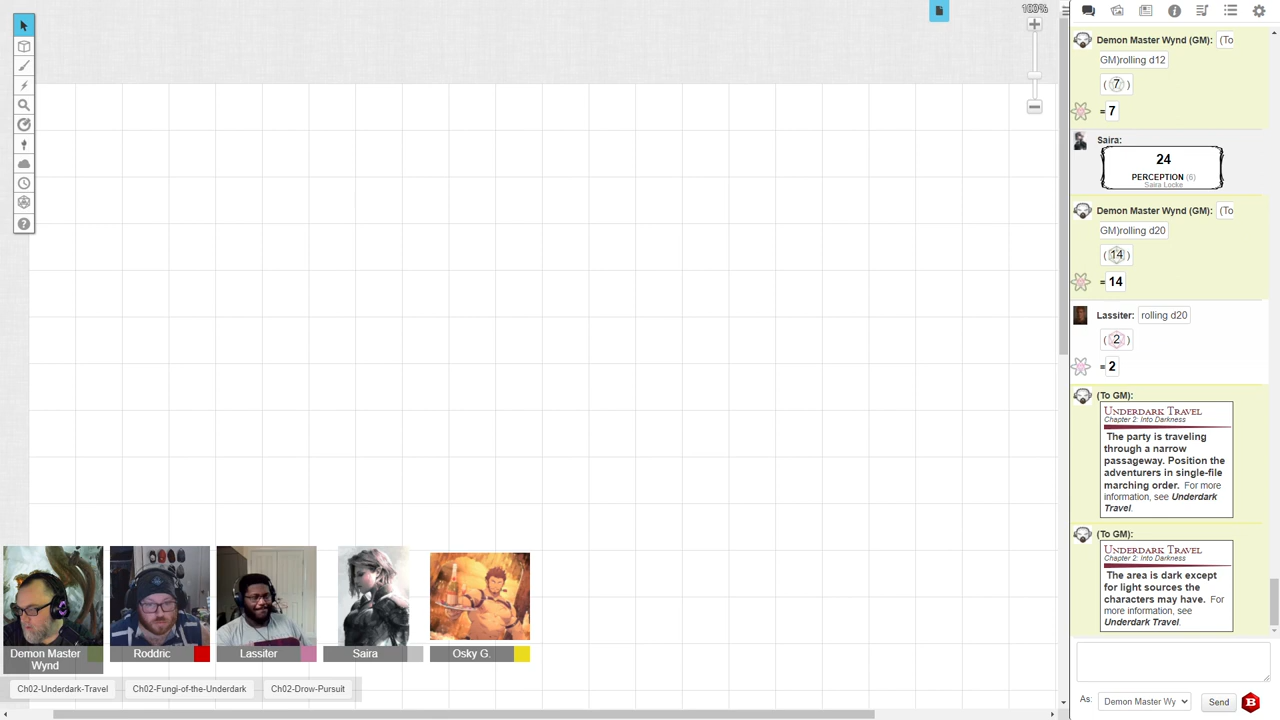 100%
Demon Master Wynd (GM): (To
GM)rolling d12
( 7 )
= 7
Saira:
24
PERCEPTION (6)
Saira Locke
Demon Master Wynd (GM): (To
GM)rolling d20
( 14 )
= 14
Lassiter: rolling d20
( 2 )
= 2
(To GM):
UNDERDARK TRAVEL
Chapter 2: Into Darkness
The party is traveling
through a narrow
passageway. Position the
adventurers in single-file
marching order. For more
information, see Underdark
Travel.
(To GM):
UNDERDARK TRAVEL
Chapter 2: Into Darkness
The area is dark except
for light sources the
characters may have. For
more information, see
Underdark Travel.
Demon Master
Wynd
Roddric
Lassiter
Saira
Osky G.
Ch02-Underdark-Travel
Ch02-Fungi-of-the-Underdark
Ch02-Drow-Pursuit
As: Demon Master Wy
Send